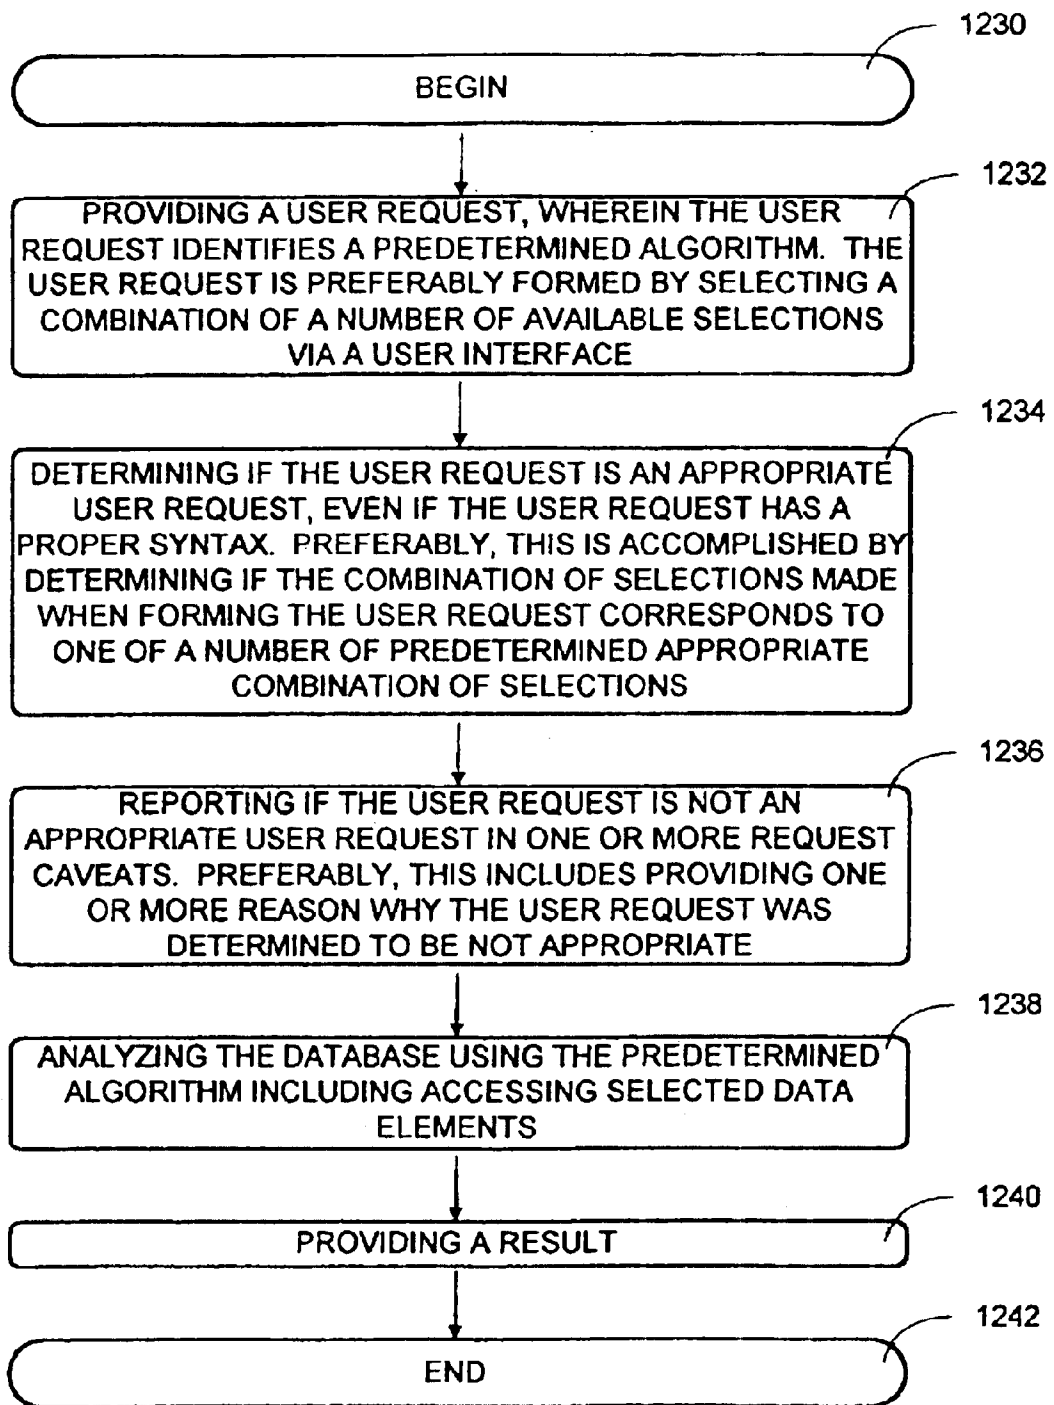 1230
BEGIN
1232
PROVIDING A USER REQUEST, WHEREIN THE USER
REQUEST IDENTIFIES A PREDETERMINED ALGORITHM. THE
USER REQUEST IS PREFERABLY FORMED BY SELECTING A
COMBINATION OF A NUMBER OF AVAILABLE SELECTIONS
VIA A USER INTERFACE
1234
DETERMINING IF THE USER REQUEST IS AN APPROPRIATE
USER REQUEST, EVEN IF THE USER REQUEST HAS A
PROPER SYNTAX. PREFERABLY, THIS IS ACCOMPLISHED BY
DETERMINING IF THE COMBINATION OF SELECTIONS MADE
WHEN FORMING THE USER REQUEST CORRESPONDS TO
ONE OF A NUMBER OF PREDETERMINED APPROPRIATE
COMBINATION OF SELECTIONS
1236
REPORTING IF THE USER REQUEST IS NOT AN
APPROPRIATE USER REQUEST IN ONE OR MORE REQUEST
CAVEATS. PREFERABLY, THIS INCLUDES PROVIDING ONE
OR MORE REASON WHY THE USER REQUEST WAS
DETERMINED TO BE NOT APPROPRIATE
1238
ANALYZING THE DATABASE USING THE PREDETERMINED
ALGORITHM INCLUDING ACCESSING SELECTED DATA
ELEMENTS
1240
PROVIDING A RESULT
1242
END